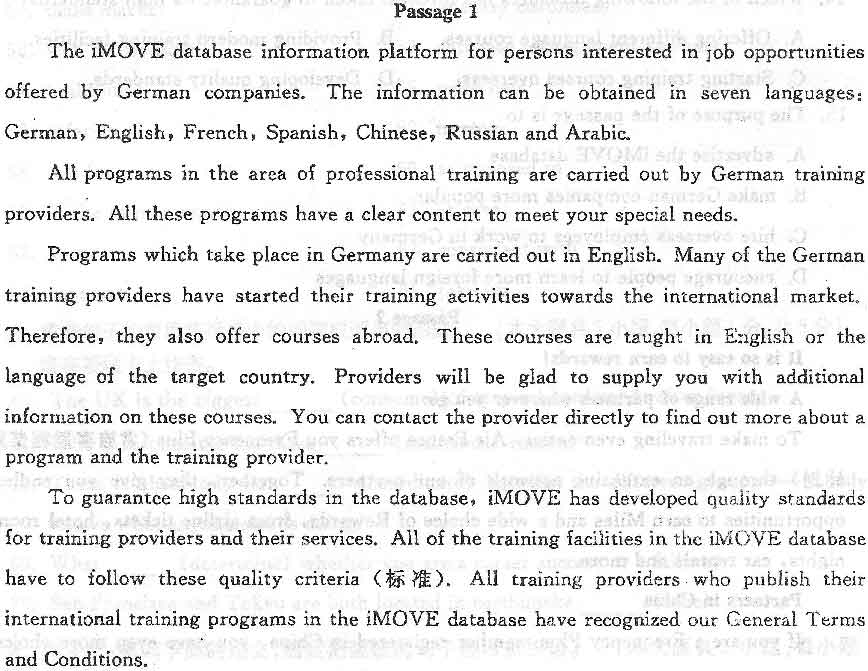 Passage 1
The iMOVE database information platform for persons interested in job opportunities
offered by German companies. The information can be obtained in seven languages:
German, English, French, Spanish, Chinese, Russian and Arabic.
All programs in the area of professional training are carried out by German training
providers. All these programs have a clear content to meet your special needs.
Programs which take place in Germany are carried out in English. Many of the German
training providers have started their training activities towards the international market.
Therefore, they also offer courses abroad. These courses are taught in English or the
language of the target country. Providers will be glad to supply you with additional
information on these courses. You can contact the provider directly to find out more about a
program and the training provider.
To guarantee high standards in the database, iMOVE has developed quality standards
for training providers and their services. All of the training facilities in the iMOVE database
have to follow these quality criteria (标准). All training providers who publish their
international training programs in the iMOVE database have recognized our General Terms
and Conditions.